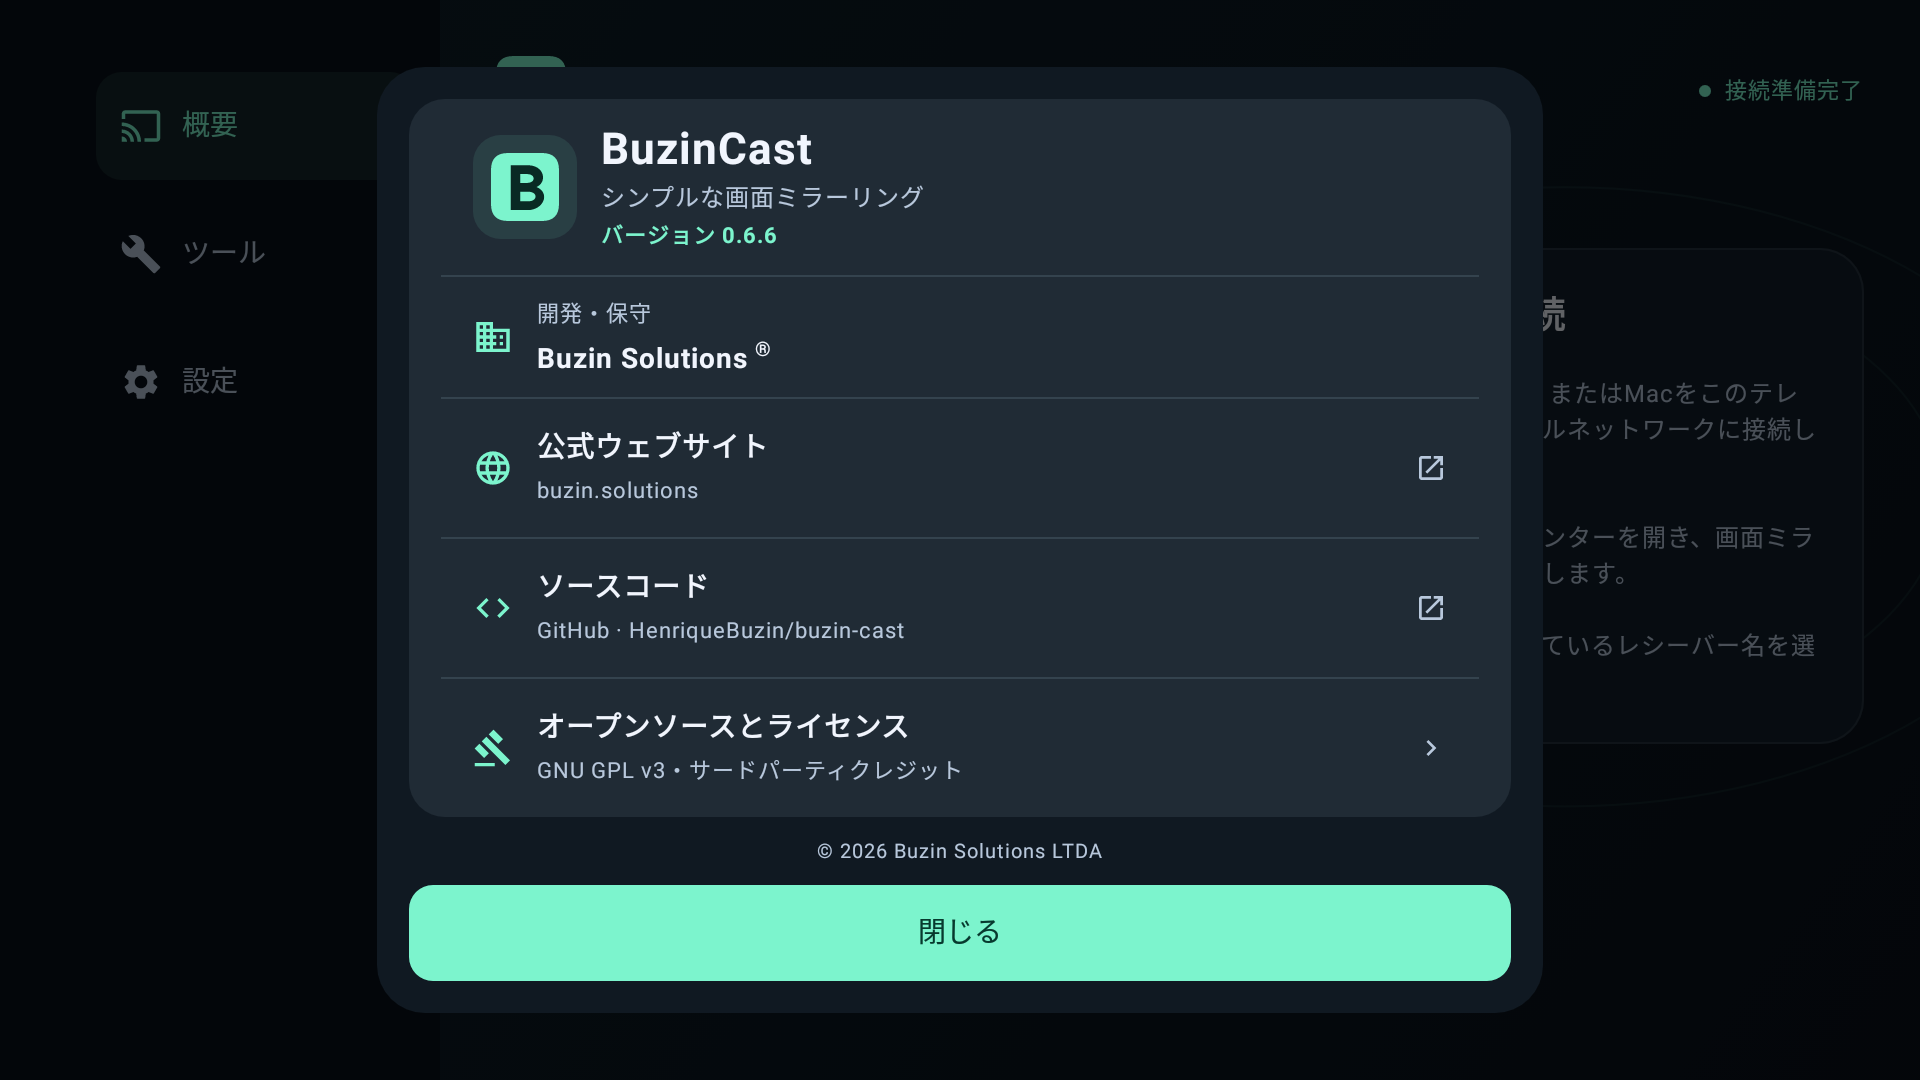 概要
ツール
設定
接続準備完了
B
BuzinCast
シンプルな画面ミラーリング
バージョン 0.6.6
開発・保守
Buzin Solutions ®
公式ウェブサイト
buzin.solutions
ソースコード
GitHub · HenriqueBuzin/buzin-cast
オープンソースとライセンス
GNU GPL v3・サードパーティクレジット
© 2026 Buzin Solutions LTDA
閉じる
続
またはMacをこのテレ
ルネットワークに接続し
ンターを開き、画面ミラ
します。
ているレシーバー名を選